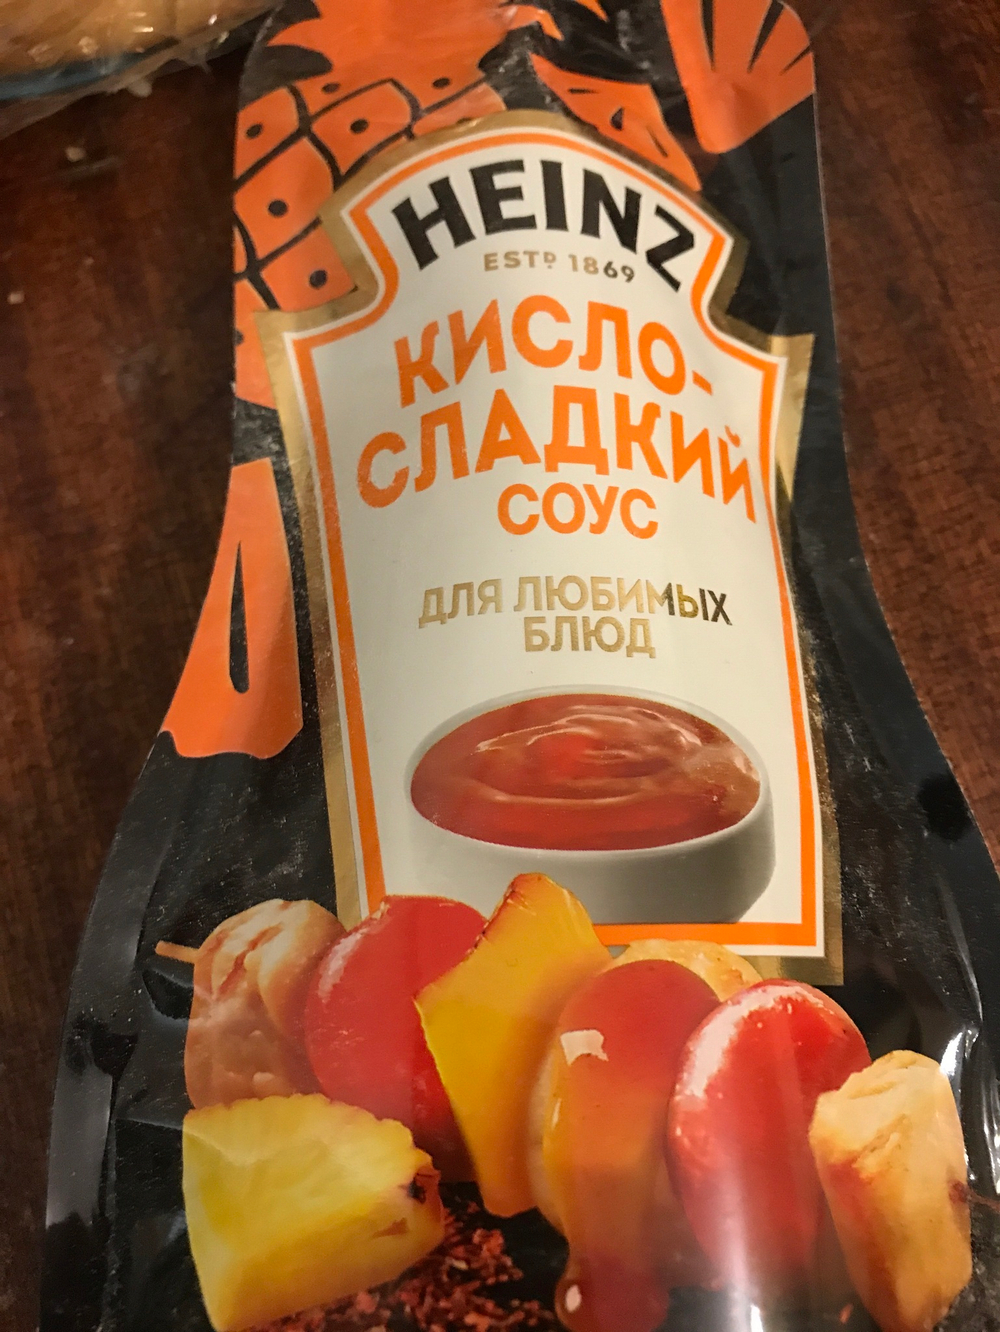 HEINZ
ESTD 1869
КИСЛО-
СЛАДКИЙ
СОУС
ДЛЯ ЛЮБИМЫХ
БЛЮД